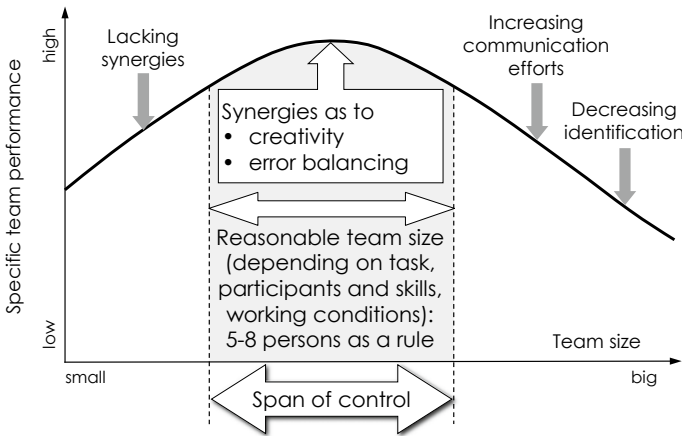 high
Specific team performance
low
Lacking
synergies
Increasing
communication
efforts
Decreasing
identification
Synergies as to
• creativity
• error balancing
Reasonable team size
(depending on task,
participants and skills,
working conditions):
5-8 persons as a rule
Team size
small
big
Span of control